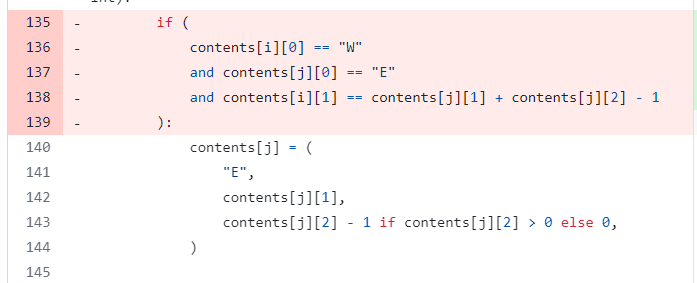 135 - if (
136 - contents[i][0] == "W"
137 - and contents[j][0] == "E"
138 - and contents[i][1] == contents[j][1] + contents[j][2] - 1
139 - ):
140 contents[j] = (
141 "E",
142 contents[j][1],
143 contents[j][2] - 1 if contents[j][2] > 0 else 0,
144 )
145